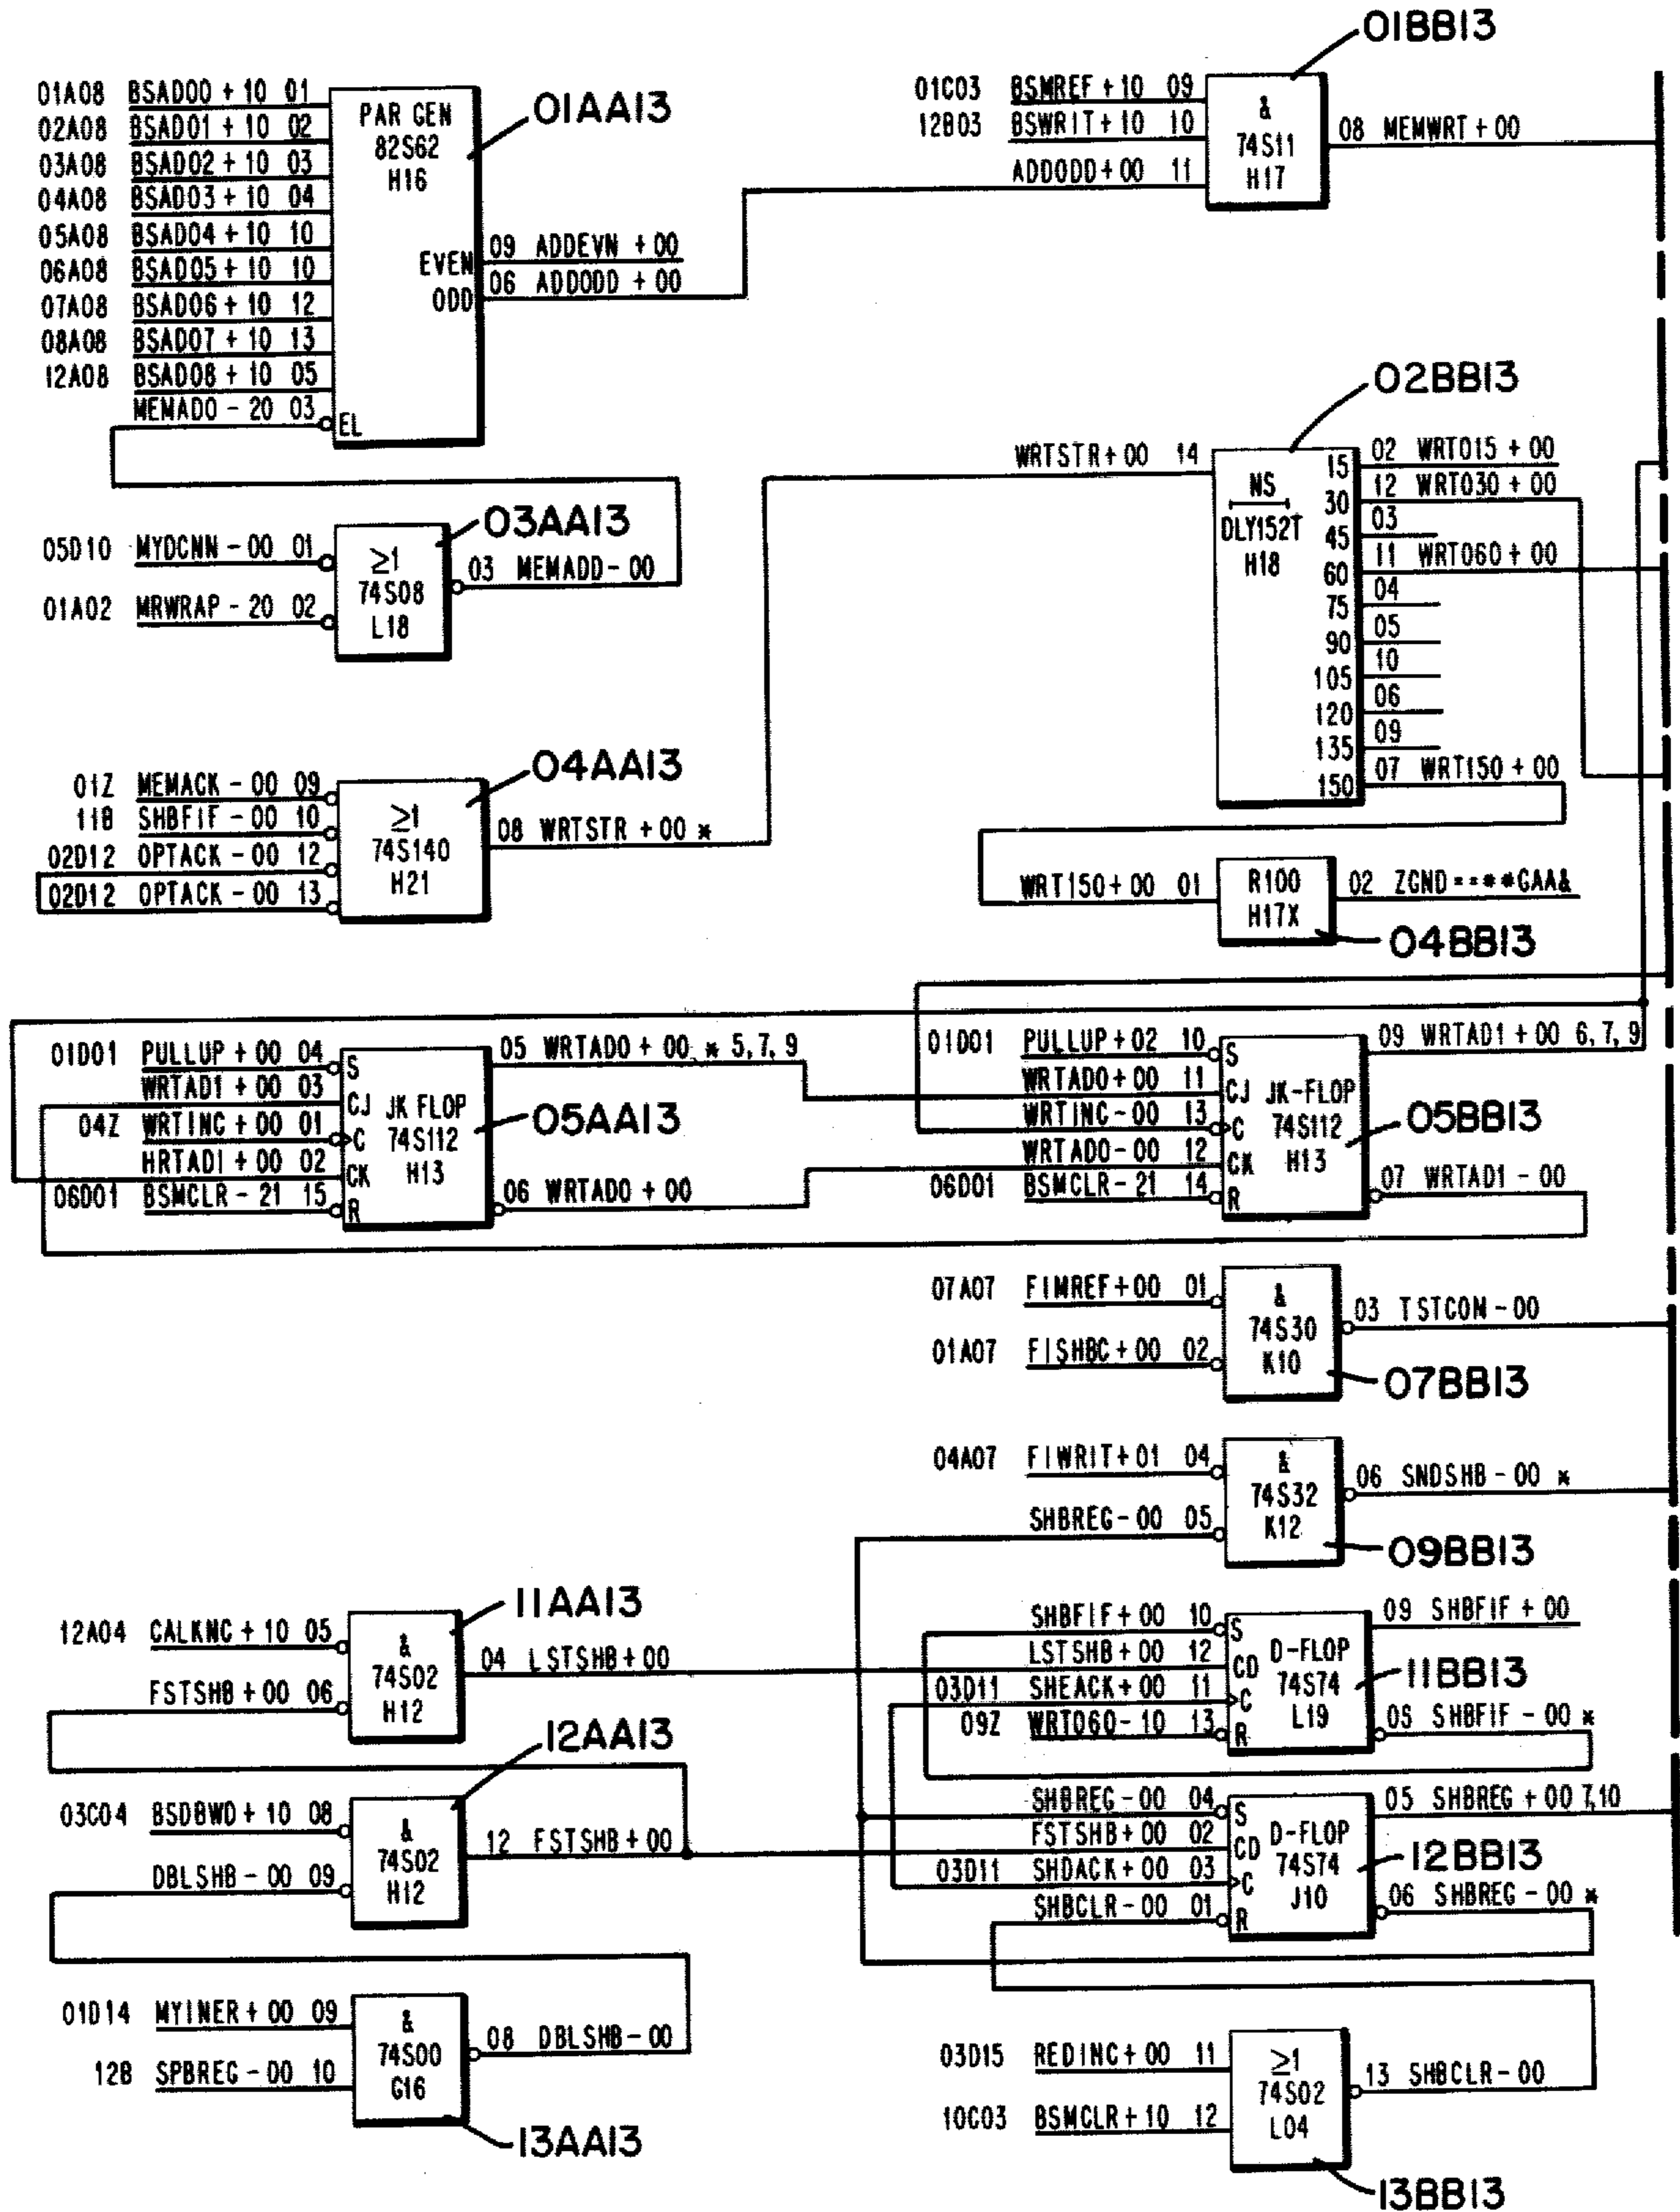 01BB13
01A08 BSAD00 + 10 01
02A08 BSAD01 + 10 02
03A08 BSAD02 + 10 03
04A08 BSAD03 + 10 04
05A08 BSAD04 + 10 10
06A08 BSAD05 + 10 10
07A08 BSAD06 + 10 12
08A08 BSAD07 + 10 13
12A08 BSAD08 + 10 05
MEMADO - 20 03
EL
PAR GEN
82S62
H16
EVEN
ODD
01AA13
09 ADDEVN + 00
06 ADDODD + 00
01C03 BSMREF + 10 09
12B03 BSWRIT + 10 10
ADDODD + 00 11
&
74S11
H17
08 MEMWRT + 00
05D10 MYDCNN - 00 01
01A02 MRWRAP - 20 02
≥1
74S08
L18
03AA13
03 MEMADD - 00
02BB13
WRTSTR + 00 14
NS
DLY152T
H18
15 02 WRT015 + 00
30 12 WRT030 + 00
45 03
60 11 WRT060 + 00
75 04
90 05
105 10
120 06
135 09
150 07 WRT150 + 00
01Z MEMACK - 00 09
11B SHBFIF - 00 10
02D12 OPTACK - 00 12
02D12 OPTACK - 00 13
≥1
74S140
H21
04AA13
08 WRTSTR + 00 *
WRT150 + 00 01
R100
H17X
02 ZGND==**GAA&
04BB13
01D01 PULLUP + 00 04
WRTAD1 + 00 03
04Z WRTINC + 00 01
HRTAD1 + 00 02
06D01 BSMCLR - 21 15
S
CJ
C
CK
R
JK FLOP
74S112
H13
05AA13
05 WRTAD0 + 00 * 5, 7, 9
06 WRTAD0 + 00
01D01 PULLUP + 02 10
WRTAD0 + 00 11
WRTINC - 00 13
WRTAD0 - 00 12
06D01 BSMCLR - 21 14
S
CJ
C
CK
R
JK-FLOP
74S112
H13
05BB13
09 WRTAD1 + 00 6, 7, 9
07 WRTAD1 - 00
07A07 FIMREF + 00 01
01A07 FISHBC + 00 02
&
74S30
K10
03 TSTCOM - 00
07BB13
04A07 FIWRIT + 01 04
SHBREG - 00 05
&
74S32
K12
06 SNDSHB - 00 *
09BB13
12A04 CALKNC + 10 05
FSTSHB + 00 06
&
74S02
H12
11AA13
04 LSTSHB + 00
SHBFIF + 00 10
LSTSHB + 00 12
03D11 SHEACK + 00 11
09Z WRT060 - 10 13
S
CD
C
R
D-FLOP
74S74
L19
11BB13
09 SHBFIF + 00
05 SHBFIF - 00 *
03C04 BSDBWD + 10 08
DBLSHB - 00 09
&
74S02
H12
12AA13
12 FSTSHB + 00
SHBREG - 00 04
FSTSHB + 00 02
03D11 SHDACK + 00 03
SHBCLR - 00 01
S
CD
C
R
D-FLOP
74S74
J10
12BB13
05 SHBREG + 00 7,10
06 SHBREG - 00 *
01D14 MYINER + 00 09
12B SPBREG - 00 10
&
74S00
G16
13AA13
08 DBLSHB - 00
03D15 REDINC + 00 11
10C03 BSMCLR + 10 12
≥1
74S02
L04
13 SHBCLR - 00
13BB13